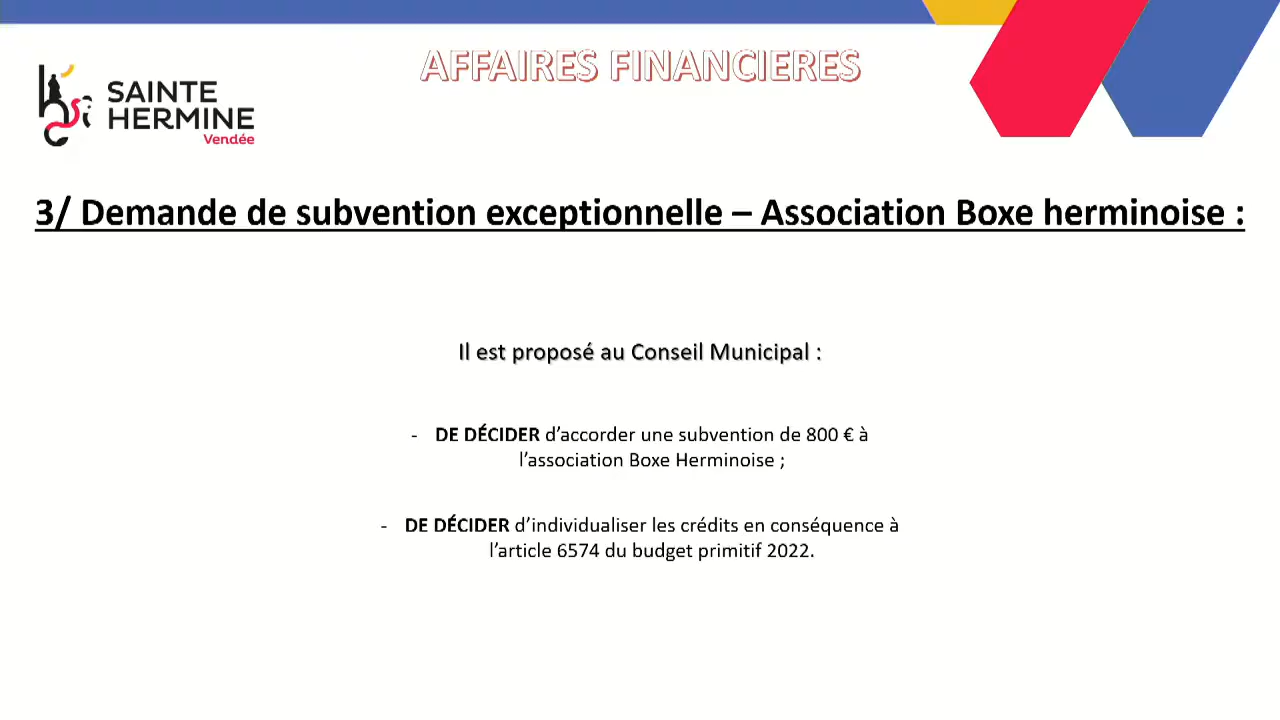 AFFAIRES FINANCIERES
SAINTE
HERMINE
Vendée
3/ Demande de subvention exceptionnelle – Association Boxe herminoise :
Il est proposé au Conseil Municipal :
- DE DÉCIDER d’accorder une subvention de 800 € à
l’association Boxe Herminoise ;
- DE DÉCIDER d’individualiser les crédits en conséquence à
l’article 6574 du budget primitif 2022.